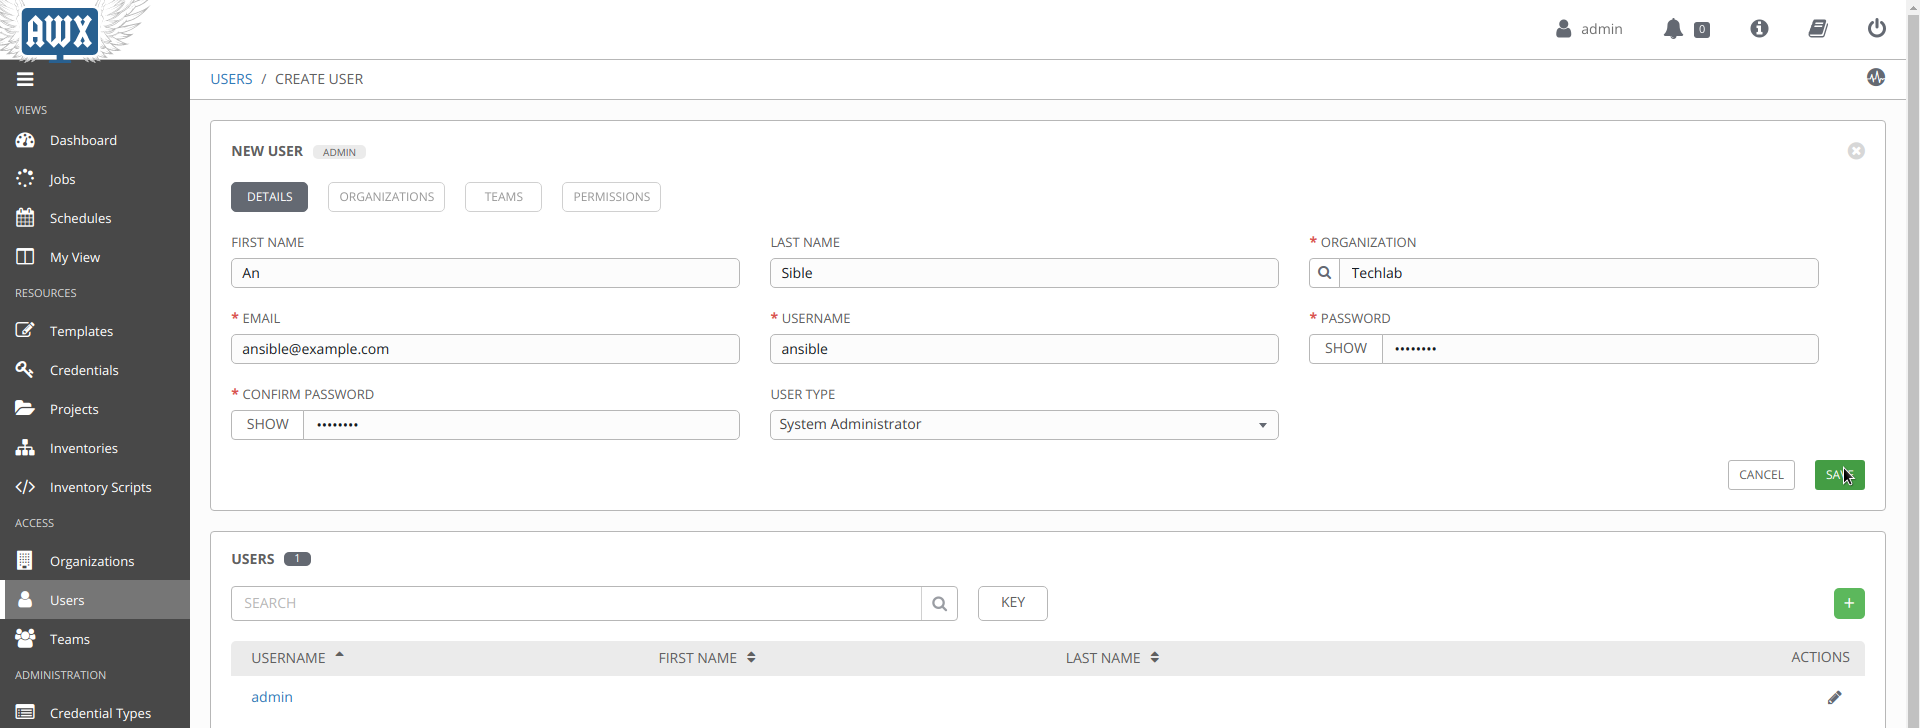 AWX
admin
0
USERS / CREATE USER
VIEWS
Dashboard
Jobs
Schedules
My View
RESOURCES
Templates
Credentials
Projects
Inventories
Inventory Scripts
ACCESS
Organizations
Users
Teams
ADMINISTRATION
Credential Types
NEW USER ADMIN
DETAILS ORGANIZATIONS TEAMS PERMISSIONS
FIRST NAME LAST NAME * ORGANIZATION
An Sible Techlab
* EMAIL * USERNAME * PASSWORD
ansible@example.com ansible SHOW ••••••••
* CONFIRM PASSWORD USER TYPE
SHOW •••••••• System Administrator
CANCEL SAVE
USERS 1
SEARCH KEY +
USERNAME FIRST NAME LAST NAME ACTIONS
admin